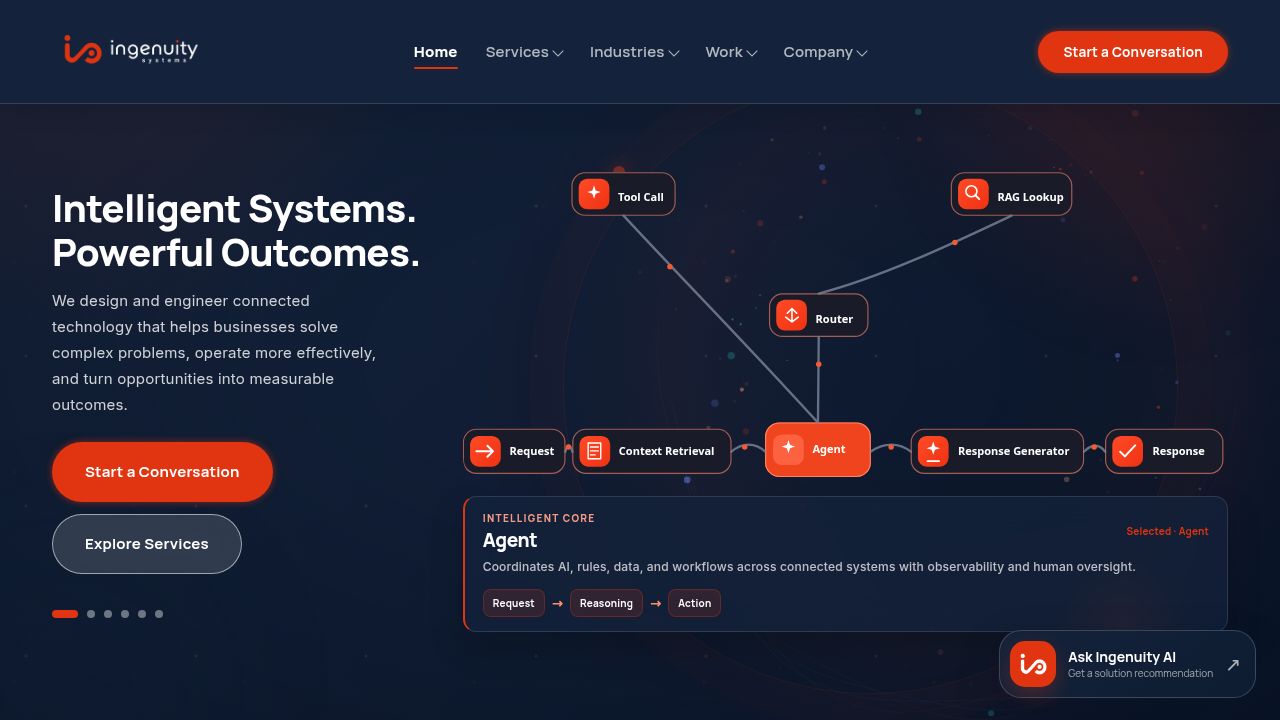 ingenuity
systems
Home
Services
Industries
Work
Company
Start a Conversation
Intelligent Systems.
Powerful Outcomes.
We design and engineer connected
technology that helps businesses solve
complex problems, operate more effectively,
and turn opportunities into measurable
outcomes.
Start a Conversation
Explore Services
Tool Call
RAG Lookup
Router
Request
Context Retrieval
Agent
Response Generator
Response
INTELLIGENT CORE
Agent
Selected · Agent
Coordinates AI, rules, data, and workflows across connected systems with observability and human oversight.
Request → Reasoning → Action
Ask Ingenuity AI
Get a solution recommendation